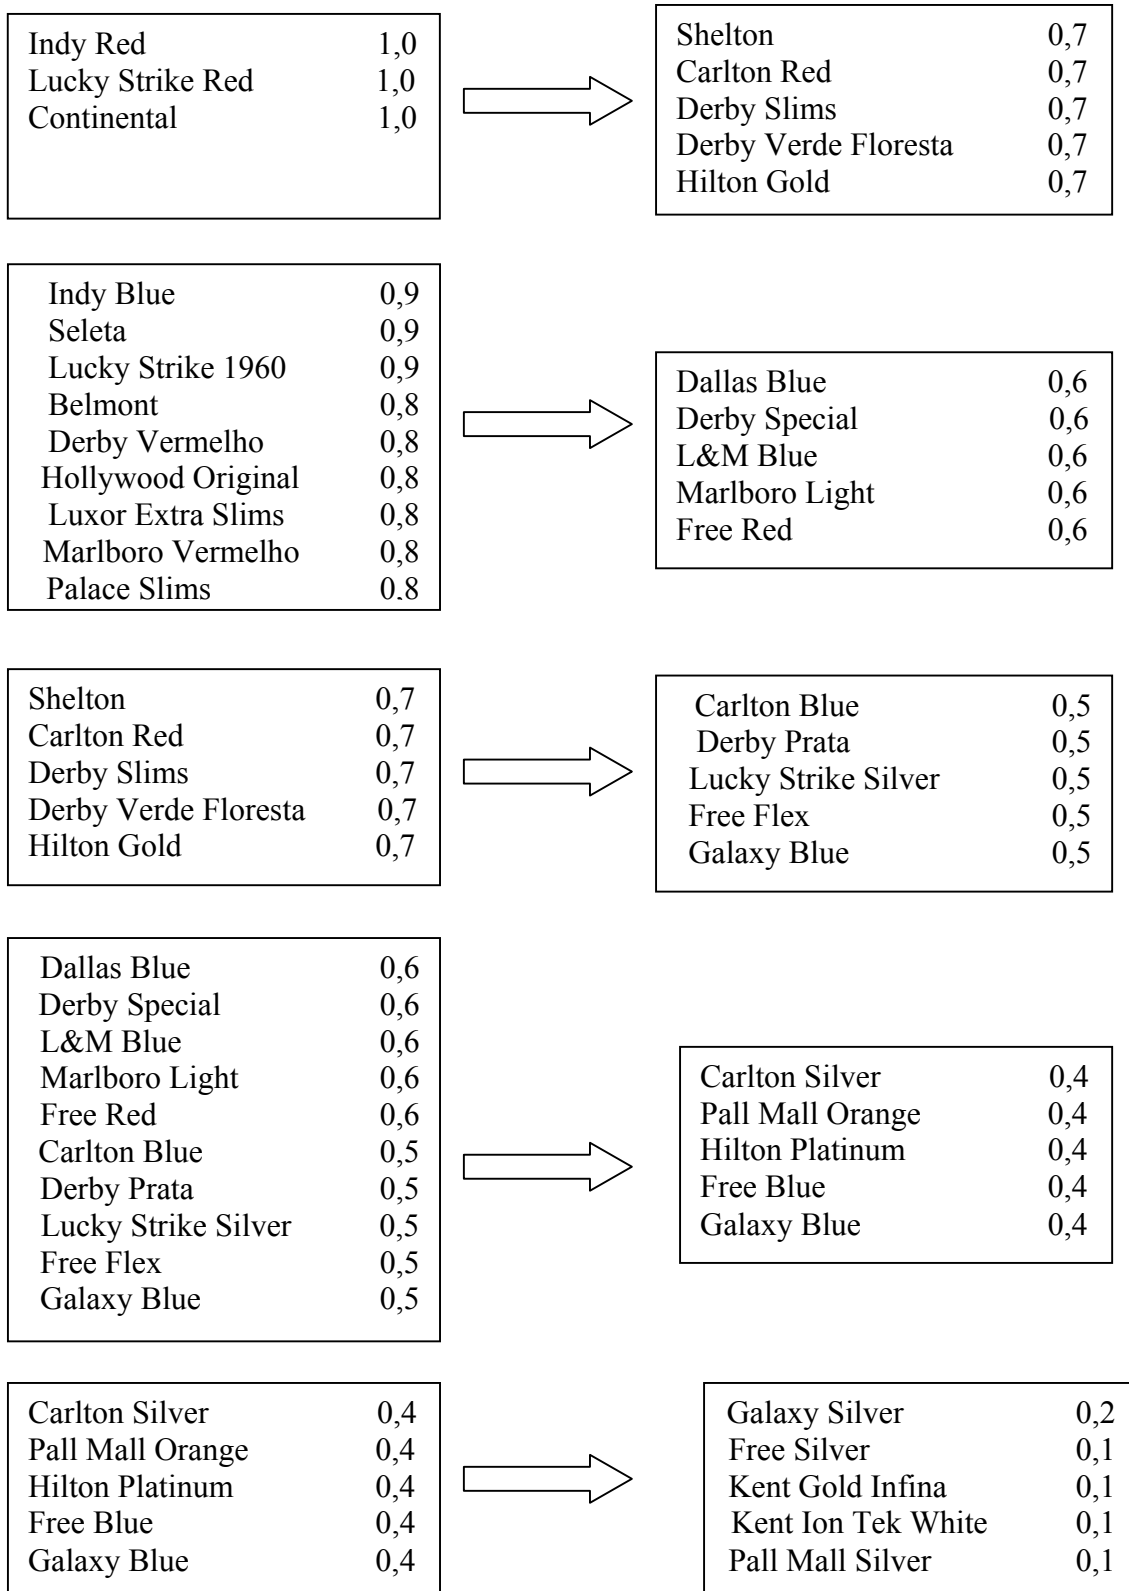 Indy Red 1,0
Lucky Strike Red 1,0
Continental 1,0
Shelton 0,7
Carlton Red 0,7
Derby Slims 0,7
Derby Verde Floresta 0,7
Hilton Gold 0,7
Indy Blue 0,9
Seleta 0,9
Lucky Strike 1960 0,9
Belmont 0,8
Derby Vermelho 0,8
Hollywood Original 0,8
Luxor Extra Slims 0,8
Marlboro Vermelho 0,8
Palace Slims 0,8
Dallas Blue 0,6
Derby Special 0,6
L&M Blue 0,6
Marlboro Light 0,6
Free Red 0,6
Shelton 0,7
Carlton Red 0,7
Derby Slims 0,7
Derby Verde Floresta 0,7
Hilton Gold 0,7
Carlton Blue 0,5
Derby Prata 0,5
Lucky Strike Silver 0,5
Free Flex 0,5
Galaxy Blue 0,5
Dallas Blue 0,6
Derby Special 0,6
L&M Blue 0,6
Marlboro Light 0,6
Free Red 0,6
Carlton Blue 0,5
Derby Prata 0,5
Lucky Strike Silver 0,5
Free Flex 0,5
Galaxy Blue 0,5
Carlton Silver 0,4
Pall Mall Orange 0,4
Hilton Platinum 0,4
Free Blue 0,4
Galaxy Blue 0,4
Carlton Silver 0,4
Pall Mall Orange 0,4
Hilton Platinum 0,4
Free Blue 0,4
Galaxy Blue 0,4
Galaxy Silver 0,2
Free Silver 0,1
Kent Gold Infina 0,1
Kent Ion Tek White 0,1
Pall Mall Silver 0,1